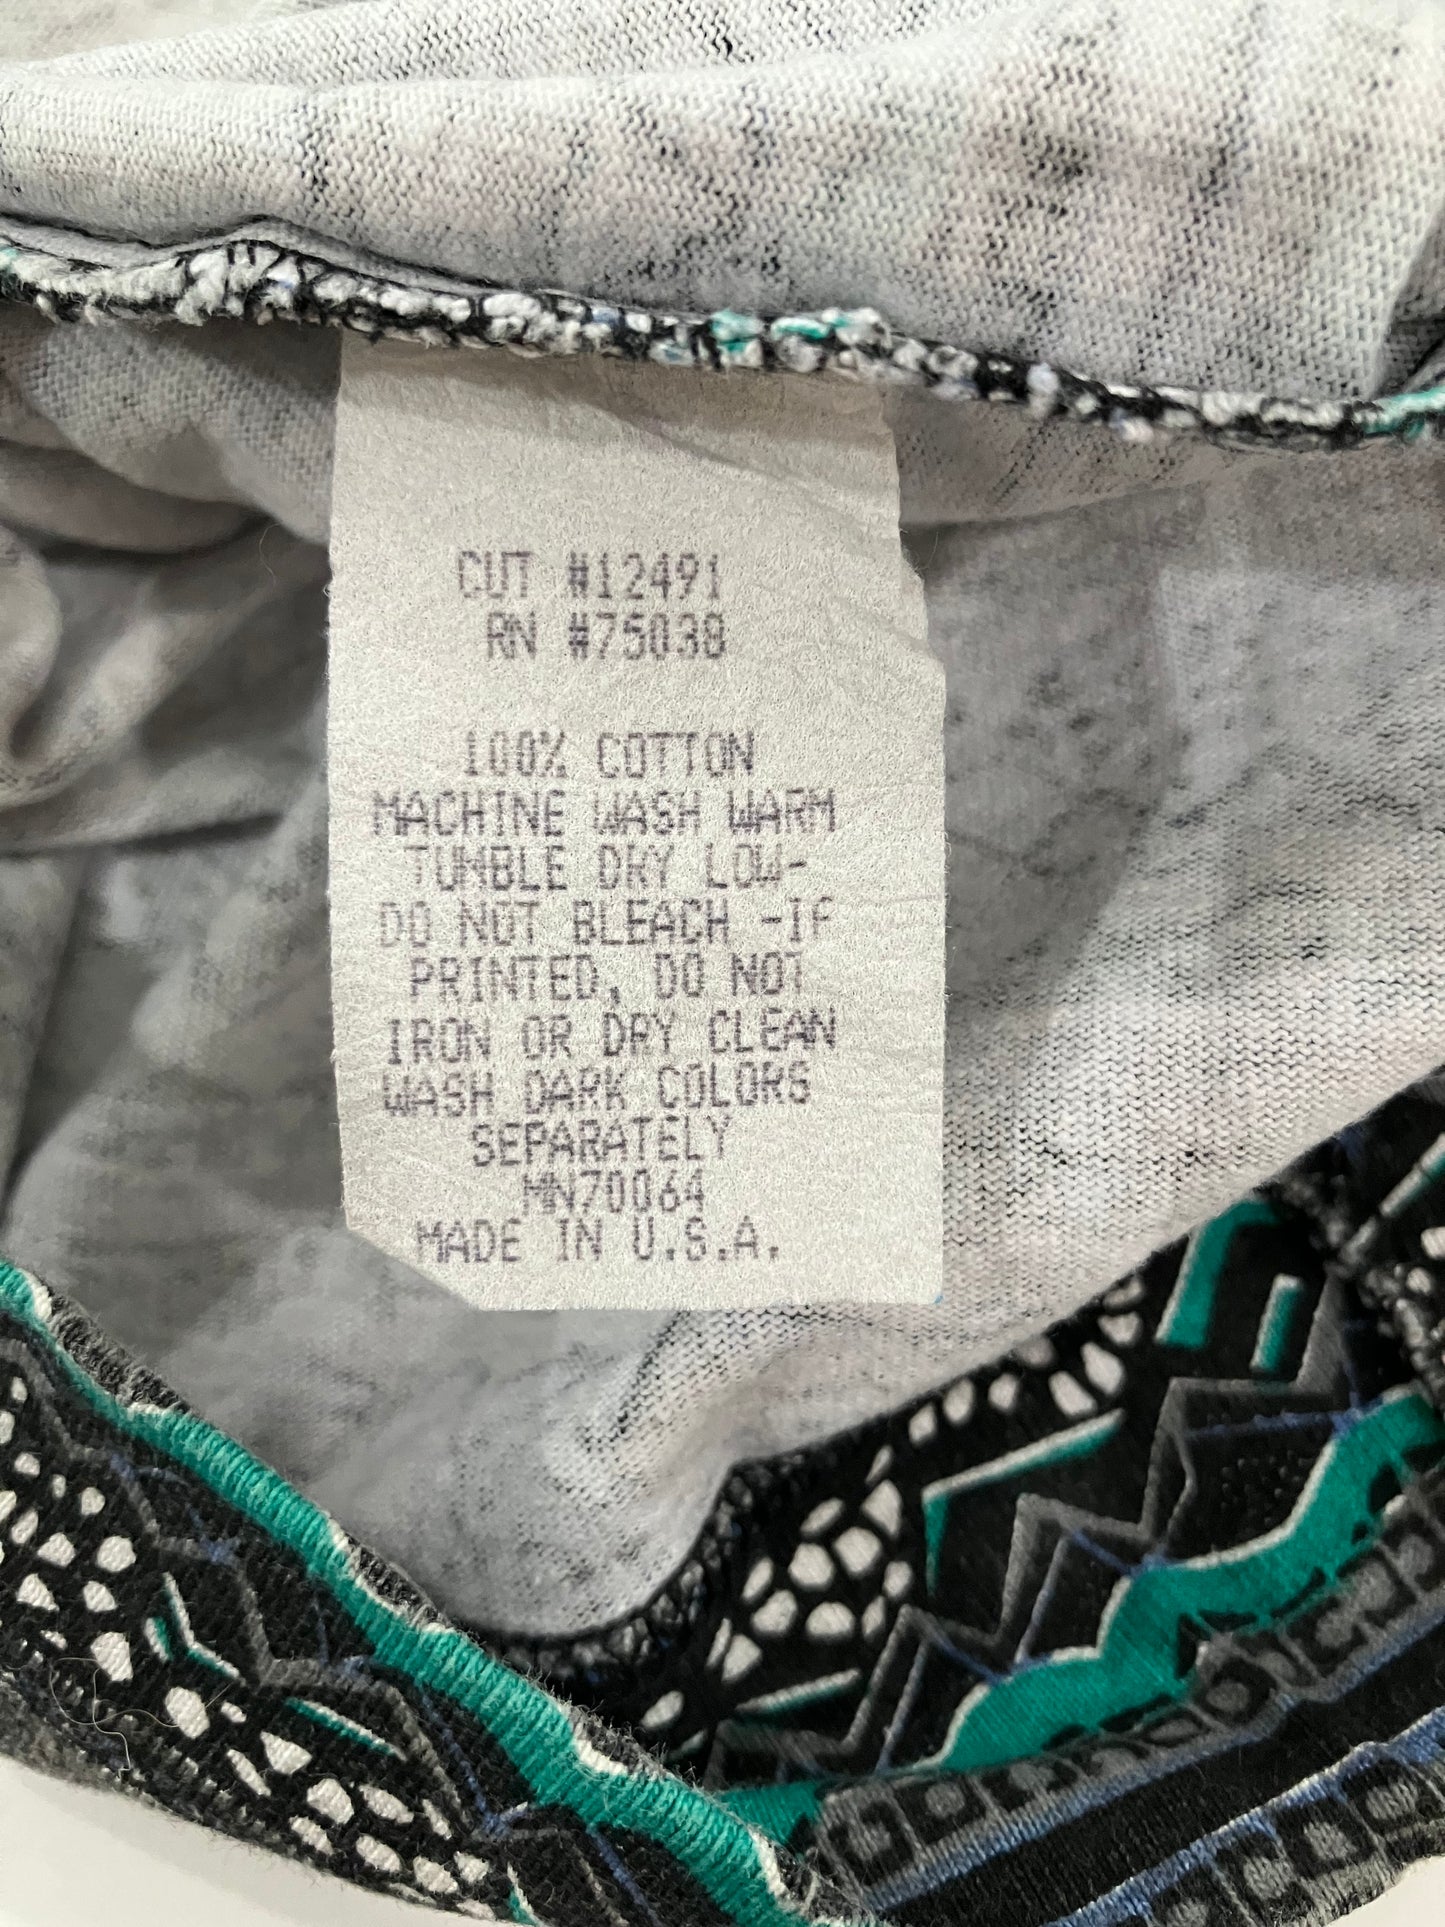 CUT #12491
RN #75038
100% COTTON
MACHINE WASH WARM
TUMBLE DRY LOW-
DO NOT BLEACH -IF
PRINTED, DO NOT
IRON OR DRY CLEAN
WASH DARK COLORS
SEPARATELY
MN70064
MADE IN U.S.A.